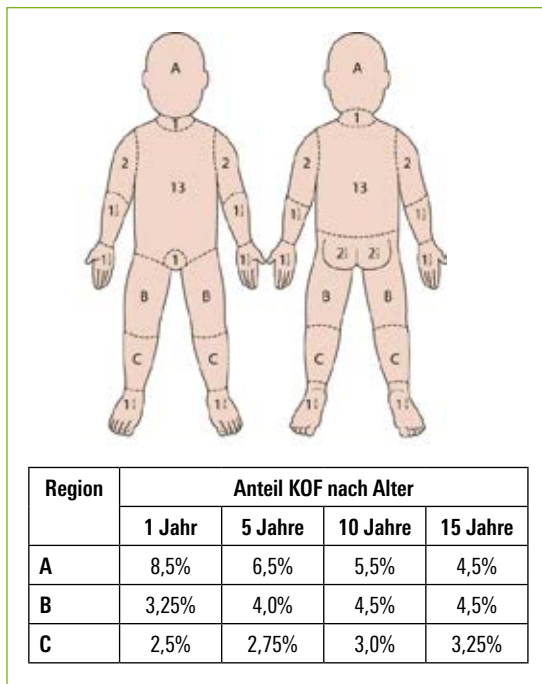 A A
1 1
2 2 2 2
13 13
1
B B B B
C C C C
Region Anteil KOF nach Alter
1 Jahr 5 Jahre 10 Jahre 15 Jahre
A 8,5% 6,5% 5,5% 4,5%
B 3,25% 4,0% 4,5% 4,5%
C 2,5% 2,75% 3,0% 3,25%